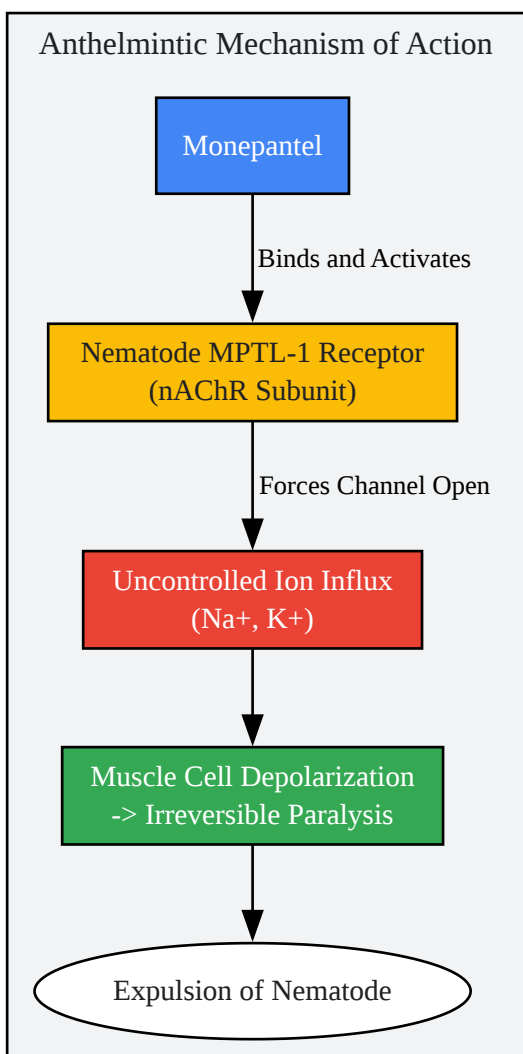 Anthelmintic Mechanism of Action
Monepantel
Binds and Activates
Nematode MPTL-1 Receptor
(nAChR Subunit)
Forces Channel Open
Uncontrolled Ion Influx
(Na+, K+)
Muscle Cell Depolarization
-> Irreversible Paralysis
Expulsion of Nematode